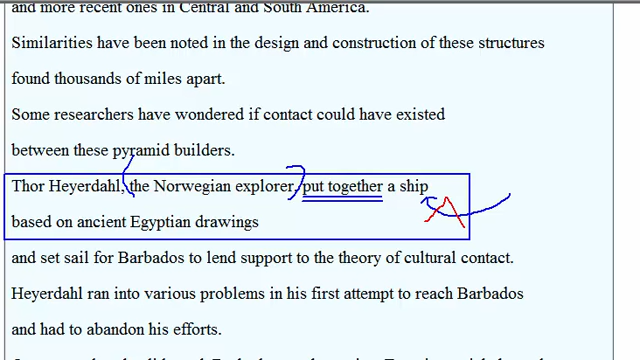 and more recent ones in Central and South America.
Similarities have been noted in the design and construction of these structures
found thousands of miles apart.
Some researchers have wondered if contact could have existed
between these pyramid builders.
Thor Heyerdahl, the Norwegian explorer, put together a ship
based on ancient Egyptian drawings
and set sail for Barbados to lend support to the theory of cultural contact.
Heyerdahl ran into various problems in his first attempt to reach Barbados
and had to abandon his efforts.